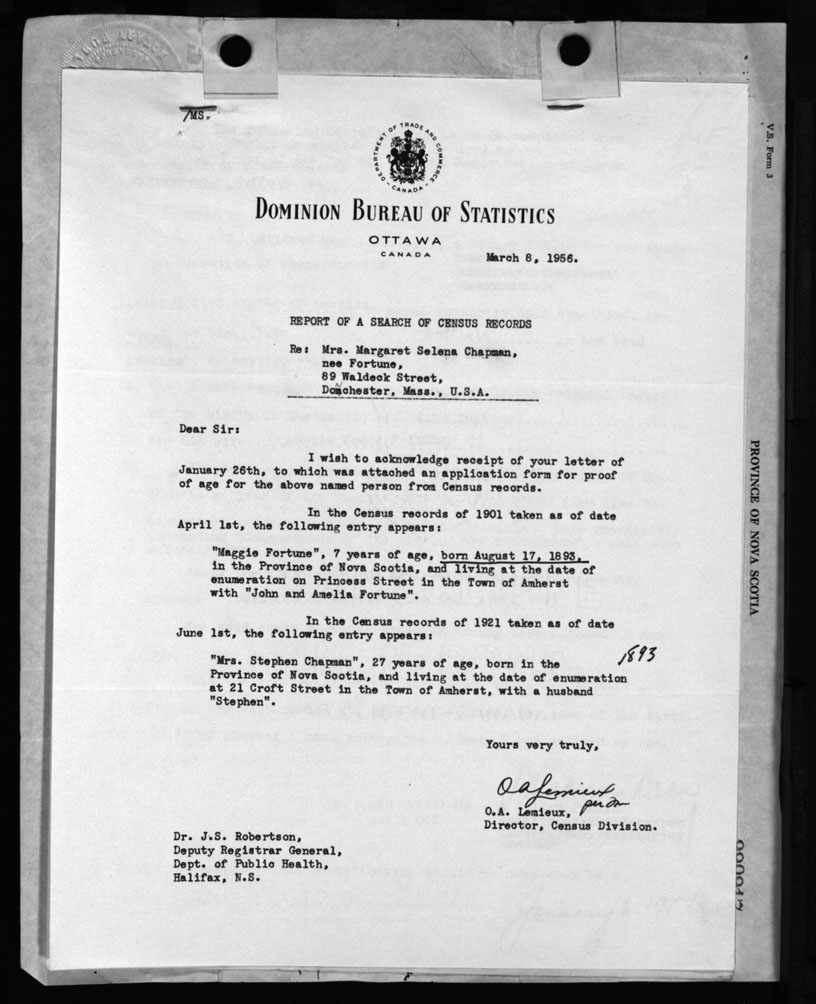 /MS.
DEPARTMENT OF TRADE AND COMMERCE
CANADA
DOMINION BUREAU OF STATISTICS
OTTAWA
CANADA
March 8, 1956.
REPORT OF A SEARCH OF CENSUS RECORDS
Re: Mrs. Margaret Selena Chapman,
nee Fortune,
89 Waldeck Street,
Dorchester, Mass., U.S.A.
Dear Sir:
I wish to acknowledge receipt of your letter of
January 26th, to which was attached an application form for proof
of age for the above named person from Census records.
In the Census records of 1901 taken as of date
April 1st, the following entry appears:
"Maggie Fortune", 7 years of age, born August 17, 1893,
in the Province of Nova Scotia, and living at the date of
enumeration on Princess Street in the Town of Amherst
with "John and Amelia Fortune".
In the Census records of 1921 taken as of date
June 1st, the following entry appears:
"Mrs. Stephen Chapman", 27 years of age, born in the
1893
Province of Nova Scotia, and living at the date of enumeration
at 21 Croft Street in the Town of Amherst, with a husband
"Stephen".
Yours very truly,
O A Lemieux
per
O.A. Lemieux,
Director, Census Division.
Dr. J.S. Robertson,
Deputy Registrar General,
Dept. of Public Health,
Halifax, N.S.
V.S. Form 3
PROVINCE OF NOVA SCOTIA